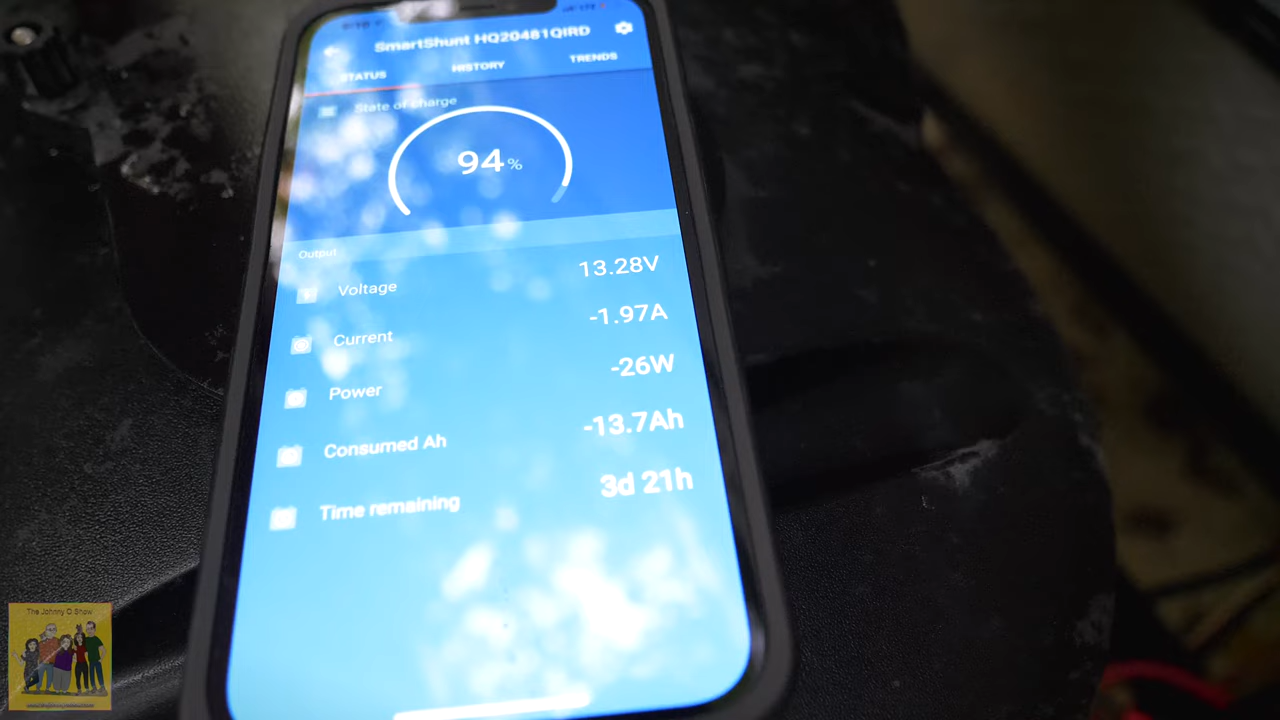 SmartShunt HQ20481QIRD
STATUS HISTORY TRENDS
State of charge
94%
Output
Voltage 13.28V
Current -1.97A
Power -26W
Consumed Ah -13.7Ah
Time remaining 3d 21h
The Johnny O Show